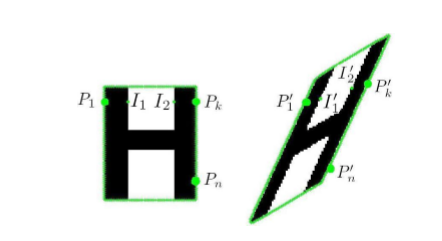 P₁ I₁ I₂ Pₖ
Pₙ
H
I′₂
P′ₖ
P′₁ I′₁
P′ₙ
H